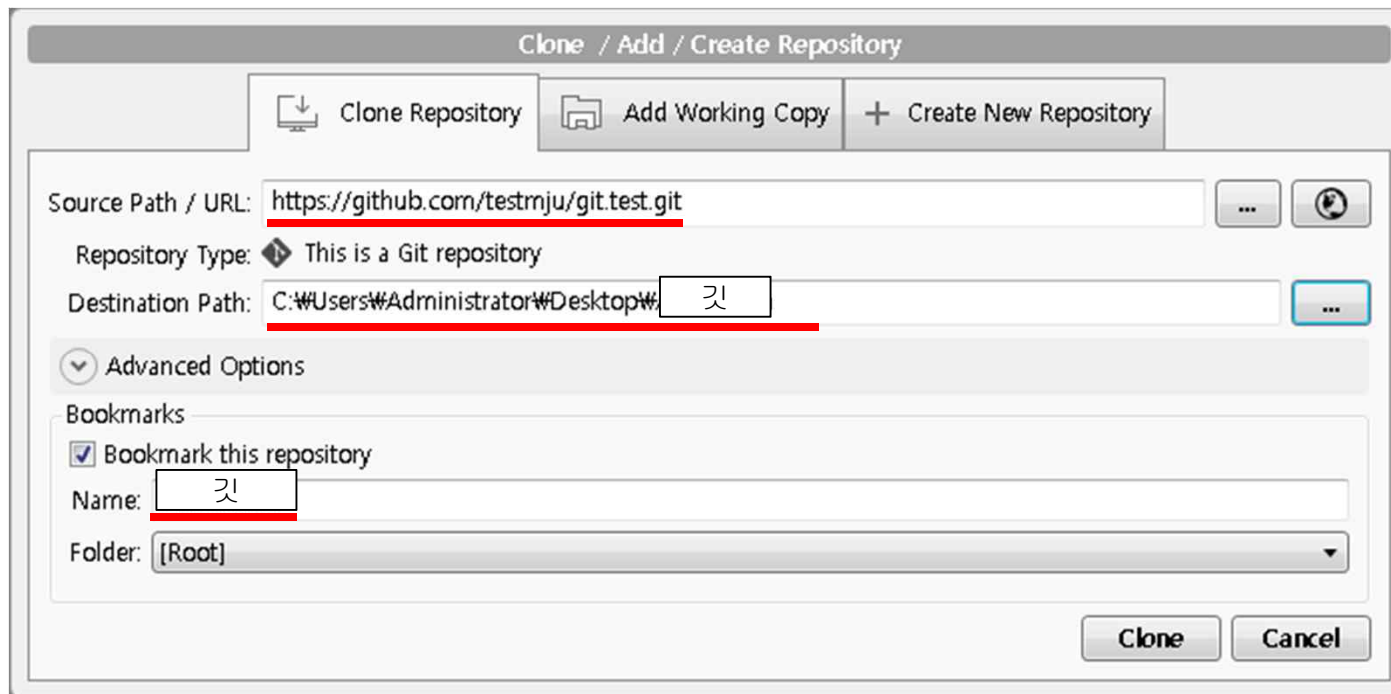 Clone / Add / Create Repository
Clone Repository
Add Working Copy
+ Create New Repository
Source Path / URL: https://github.com/testmju/git.test.git ...
Repository Type: This is a Git repository
Destination Path: C:₩Users₩Administrator₩Desktop₩ 깃 ...
Advanced Options
Bookmarks
Bookmark this repository
Name: 깃
Folder: [Root]
Clone Cancel